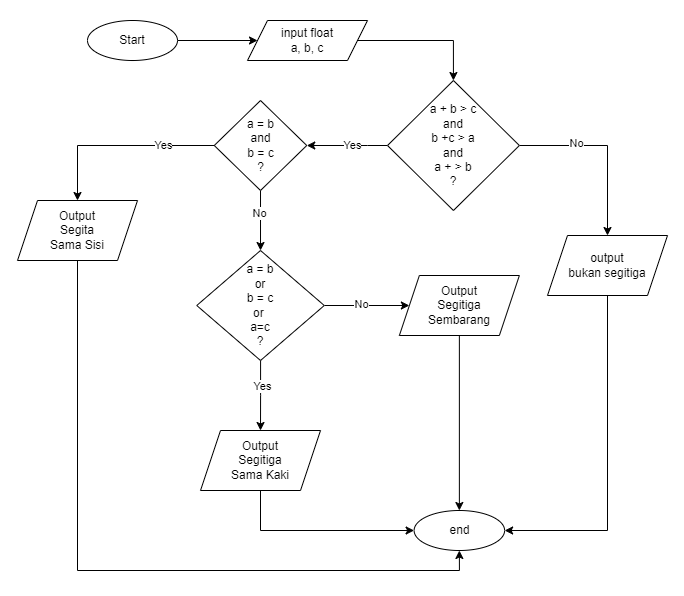 Start
input float
a, b, c
a + b > c
and
b +c > a
and
a + > b
?
Yes
No
a = b
and
b = c
?
Yes
No
Output
Segita
Sama Sisi
output
bukan segitiga
a = b
or
b = c
or
a=c
?
No
Output
Segitiga
Sembarang
Yes
Output
Segitiga
Sama Kaki
end